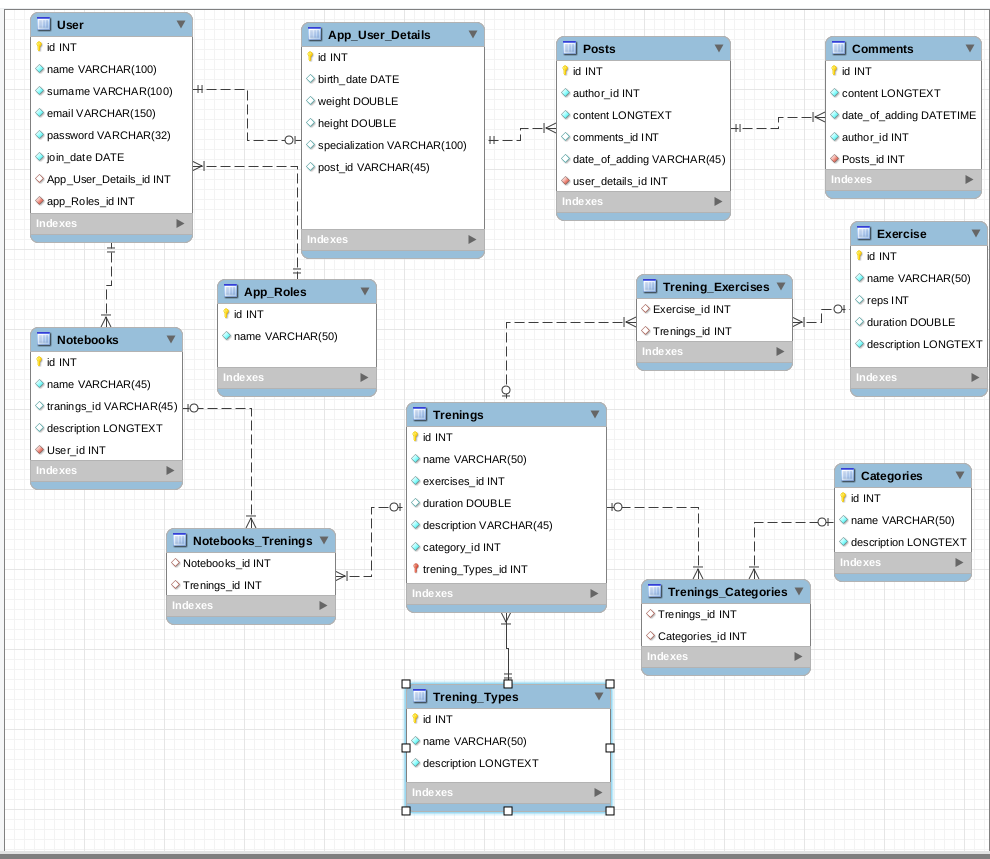 User
id INT
name VARCHAR(100)
surname VARCHAR(100)
email VARCHAR(150)
password VARCHAR(32)
join_date DATE
App_User_Details_id INT
app_Roles_id INT
Indexes
App_User_Details
id INT
birth_date DATE
weight DOUBLE
height DOUBLE
specialization VARCHAR(100)
post_id VARCHAR(45)
Indexes
Posts
id INT
author_id INT
content LONGTEXT
comments_id INT
date_of_adding VARCHAR(45)
user_details_id INT
Indexes
Comments
id INT
content LONGTEXT
date_of_adding DATETIME
author_id INT
Posts_id INT
Indexes
Exercise
id INT
name VARCHAR(50)
reps INT
duration DOUBLE
description LONGTEXT
Indexes
App_Roles
id INT
name VARCHAR(50)
Indexes
Trening_Exercises
Exercise_id INT
Trenings_id INT
Indexes
Notebooks
id INT
name VARCHAR(45)
tranings_id VARCHAR(45)
description LONGTEXT
User_id INT
Indexes
Trenings
id INT
name VARCHAR(50)
exercises_id INT
duration DOUBLE
description VARCHAR(45)
category_id INT
trening_Types_id INT
Indexes
Categories
id INT
name VARCHAR(50)
description LONGTEXT
Indexes
Notebooks_Trenings
Notebooks_id INT
Trenings_id INT
Indexes
Trenings_Categories
Trenings_id INT
Categories_id INT
Indexes
Trening_Types
id INT
name VARCHAR(50)
description LONGTEXT
Indexes